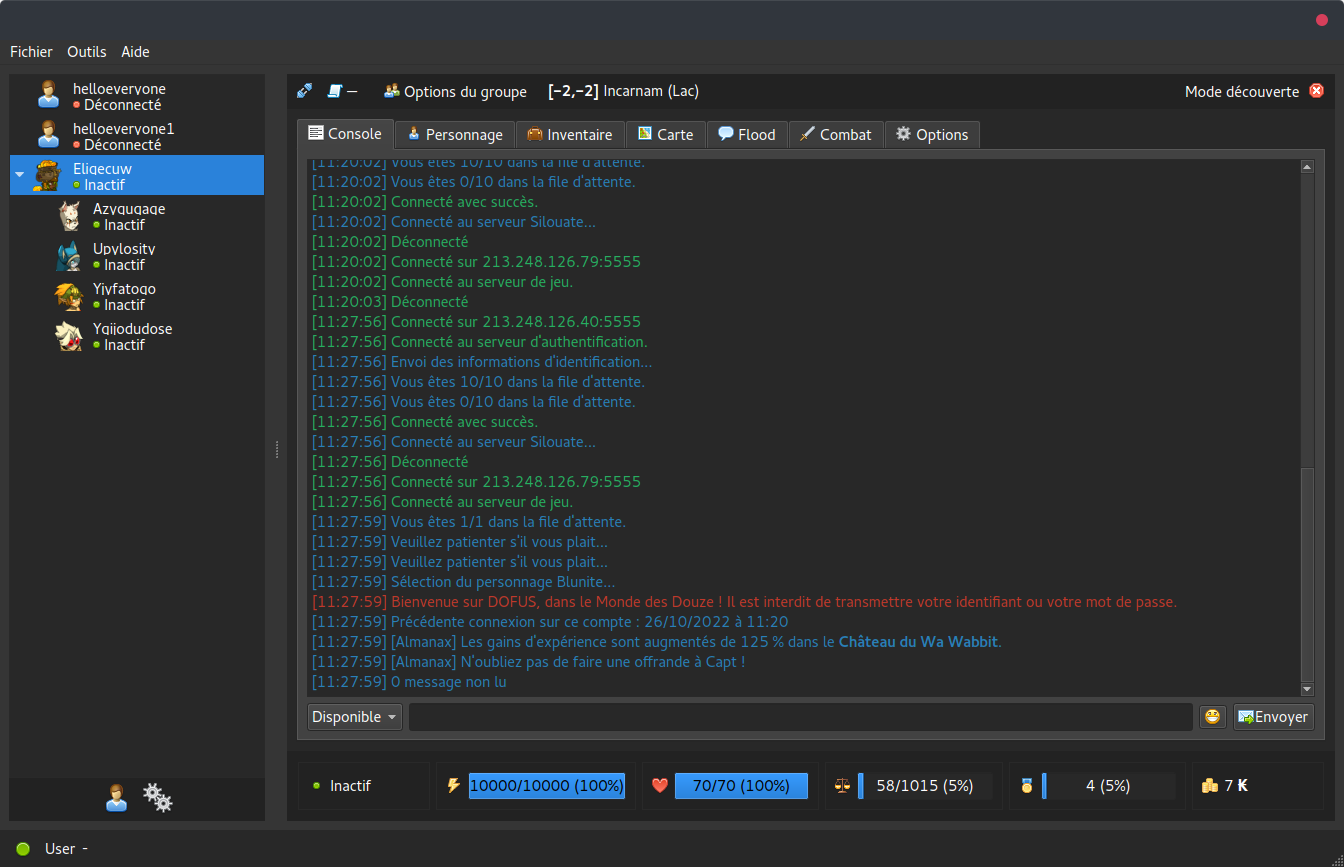 Fichier Outils Aide
helloeveryone
Déconnecté
helloeveryone1
Déconnecté
Eligecuw
Inactif
Azygugage
Inactif
Upylosity
Inactif
Yjyfatogo
Inactif
Ygijodudose
Inactif
Options du groupe [-2,-2] Incarnam (Lac) Mode découverte
Console Personnage Inventaire Carte Flood Combat Options
[11:20:02] Vous êtes 10/10 dans la file d'attente.
[11:20:02] Vous êtes 0/10 dans la file d'attente.
[11:20:02] Connecté avec succès.
[11:20:02] Connecté au serveur Silouate...
[11:20:02] Déconnecté
[11:20:02] Connecté sur 213.248.126.79:5555
[11:20:02] Connecté au serveur de jeu.
[11:20:03] Déconnecté
[11:27:56] Connecté sur 213.248.126.40:5555
[11:27:56] Connecté au serveur d'authentification.
[11:27:56] Envoi des informations d'identification...
[11:27:56] Vous êtes 10/10 dans la file d'attente.
[11:27:56] Vous êtes 0/10 dans la file d'attente.
[11:27:56] Connecté avec succès.
[11:27:56] Connecté au serveur Silouate...
[11:27:56] Déconnecté
[11:27:56] Connecté sur 213.248.126.79:5555
[11:27:56] Connecté au serveur de jeu.
[11:27:59] Vous êtes 1/1 dans la file d'attente.
[11:27:59] Veuillez patienter s'il vous plait...
[11:27:59] Veuillez patienter s'il vous plait...
[11:27:59] Sélection du personnage Blunite...
[11:27:59] Bienvenue sur DOFUS, dans le Monde des Douze ! Il est interdit de transmettre votre identifiant ou votre mot de passe.
[11:27:59] Précédente connexion sur ce compte : 26/10/2022 à 11:20
[11:27:59] [Almanax] Les gains d'expérience sont augmentés de 125 % dans le Château du Wa Wabbit.
[11:27:59] [Almanax] N'oubliez pas de faire une offrande à Capt !
[11:27:59] 0 message non lu
Disponible Envoyer
Inactif 10000/10000 (100%) 70/70 (100%) 58/1015 (5%) 4 (5%) 7 K
User -